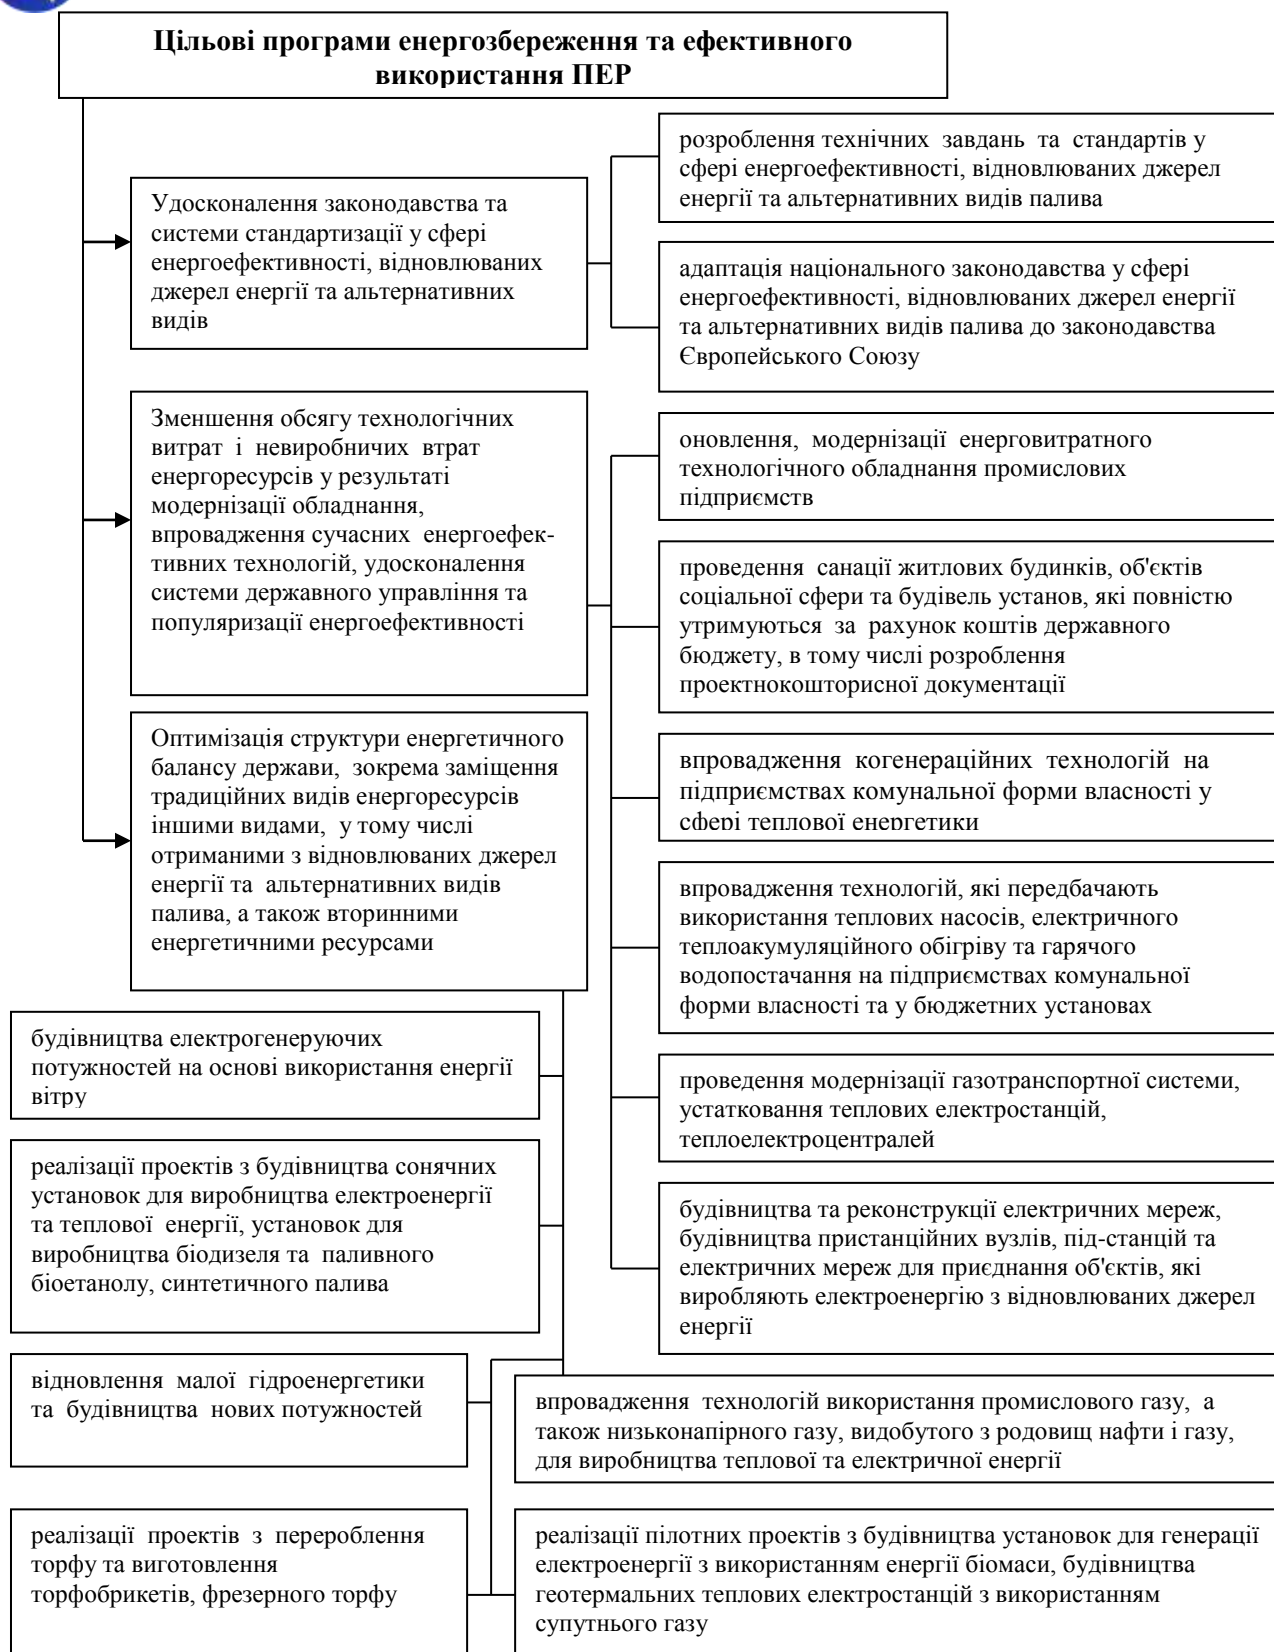 Цільові програми енергозбереження та ефективного
використання ПЕР
розроблення технічних завдань та стандартів у
сфері енергоефективності, відновлюваних джерел
енергії та альтернативних видів палива
Удосконалення законодавства та
системи стандартизації у сфері
енергоефективності, відновлюваних
джерел енергії та альтернативних
видів
адаптація національного законодавства у сфері
енергоефективності, відновлюваних джерел енергії
та альтернативних видів палива до законодавства
Європейського Союзу
Зменшення обсягу технологічних
витрат і невиробничих втрат
енергоресурсів у результаті
модернізації обладнання,
впровадження сучасних енергоефек-
тивних технологій, удосконалення
системи державного управління та
популяризації енергоефективності
оновлення, модернізації енерговитратного
технологічного обладнання промислових
підприємств
проведення санації житлових будинків, об'єктів
соціальної сфери та будівель установ, які повністю
утримуються за рахунок коштів державного
бюджету, в тому числі розроблення
проектнокошторисної документації
Оптимізація структури енергетичного
балансу держави, зокрема заміщення
традиційних видів енергоресурсів
іншими видами, у тому числі
отриманими з відновлюваних джерел
енергії та альтернативних видів
палива, а також вторинними
енергетичними ресурсами
впровадження когенераційних технологій на
підприємствах комунальної форми власності у
сфері теплової енергетики
впровадження технологій, які передбачають
використання теплових насосів, електричного
теплоакумуляційного обігріву та гарячого
водопостачання на підприємствах комунальної
форми власності та у бюджетних установах
будівництва електрогенеруючих
потужностей на основі використання енергії
вітру
проведення модернізації газотранспортної системи,
устатковання теплових електростанцій,
теплоелектроцентралей
реалізації проектів з будівництва сонячних
установок для виробництва електроенергії
та теплової енергії, установок для
виробництва біодизеля та паливного
біоетанолу, синтетичного палива
будівництва та реконструкції електричних мереж,
будівництва пристанційних вузлів, під-станцій та
електричних мереж для приєднання об'єктів, які
виробляють електроенергію з відновлюваних джерел
енергії
відновлення малої гідроенергетики
та будівництва нових потужностей
впровадження технологій використання промислового газу, а
також низьконапірного газу, видобутого з родовищ нафти і газу,
для виробництва теплової та електричної енергії
реалізації проектів з перероблення
торфу та виготовлення
торфобрикетів, фрезерного торфу
реалізації пілотних проектів з будівництва установок для генерації
електроенергії з використанням енергії біомаси, будівництва
геотермальних теплових електростанцій з використанням
супутнього газу